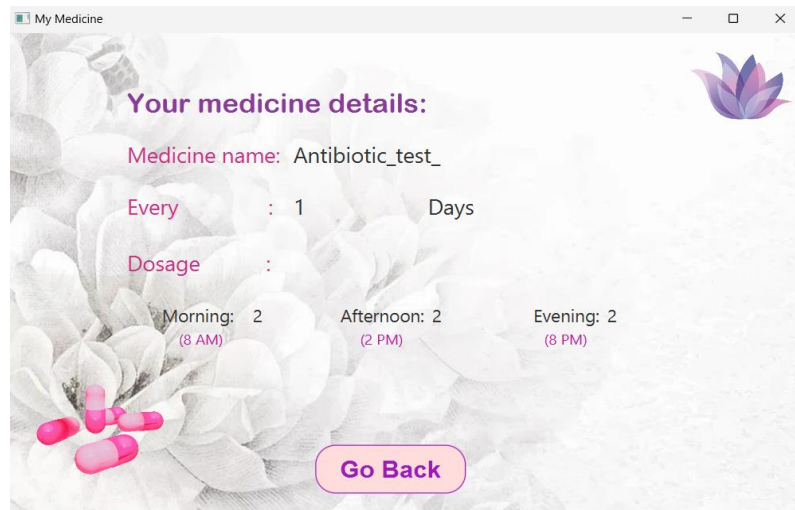 My Medicine
Your medicine details:
Medicine name: Antibiotic_test_
Every : 1 Days
Dosage :
Morning: 2 Afternoon: 2 Evening: 2
(8 AM) (2 PM) (8 PM)
Go Back